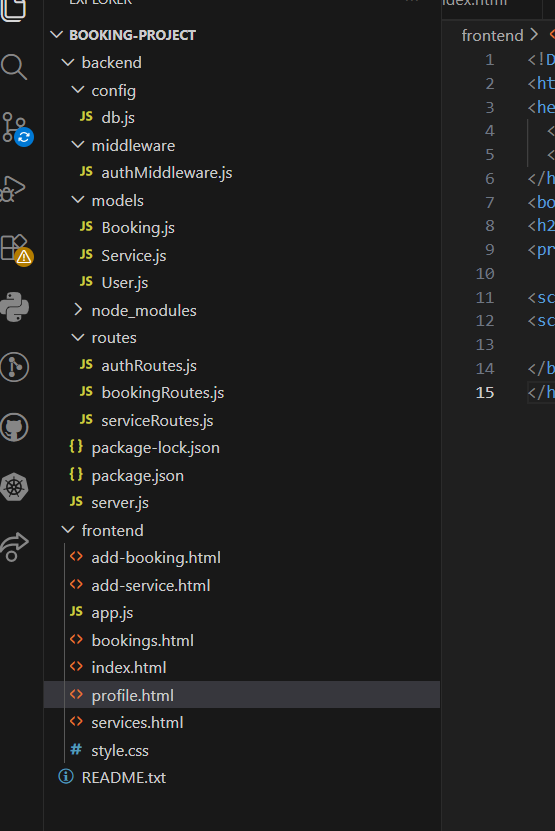 EXPLORER
BOOKING-PROJECT
backend
config
JS db.js
middleware
JS authMiddleware.js
models
JS Booking.js
JS Service.js
JS User.js
node_modules
routes
JS authRoutes.js
JS bookingRoutes.js
JS serviceRoutes.js
{} package-lock.json
{} package.json
JS server.js
frontend
<> add-booking.html
<> add-service.html
JS app.js
<> bookings.html
<> index.html
<> profile.html
<> services.html
# style.css
README.txt
dex.html
frontend > <
1 <!D
2 <ht
3 <he
4 <
5 <
6 </h
7 <bo
8 <h2
9 <pr
10
11 <sc
12 <sc
13
14 </b
15 </h